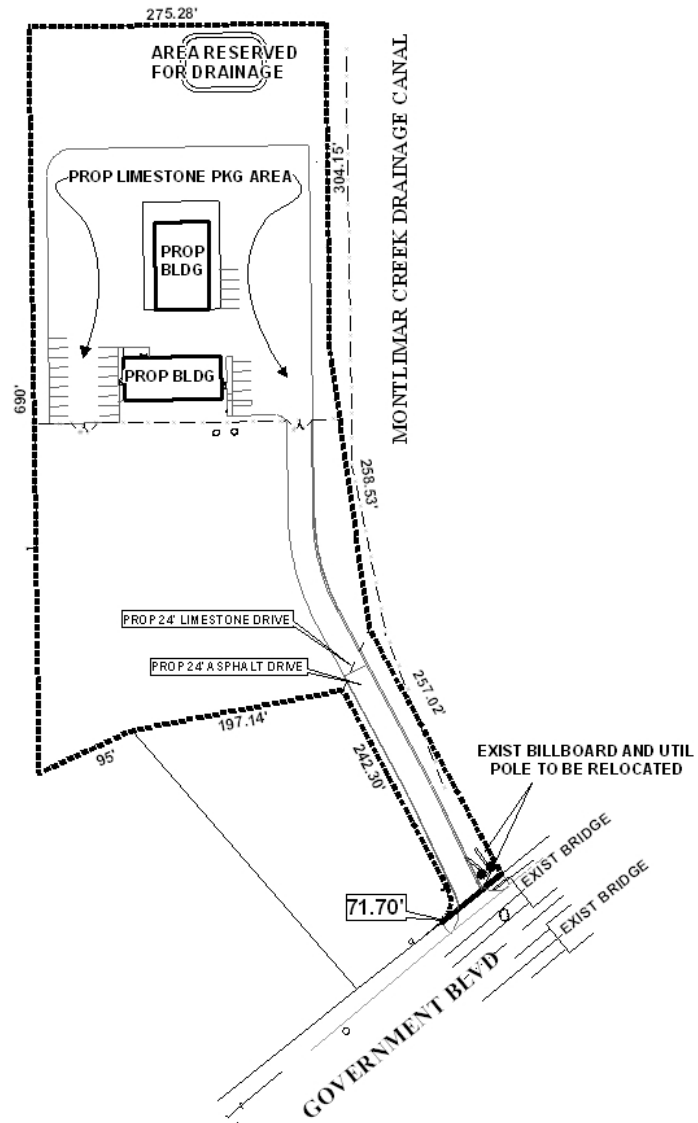 275.28'
AREA RESERVED
FOR DRAINAGE
MONTLIMAR CREEK DRAINAGE CANAL
304.15'
PROP LIMESTONE PKG AREA
PROP
BLDG
PROP BLDG
690'
258.53'
PROP 24' LIMESTONE DRIVE
PROP 24' ASPHALT DRIVE
257.02'
197.14'
95'
242.30'
EXIST BILLBOARD AND UTIL
POLE TO BE RELOCATED
EXIST BRIDGE
EXIST BRIDGE
71.70'
GOVERNMENT BLVD